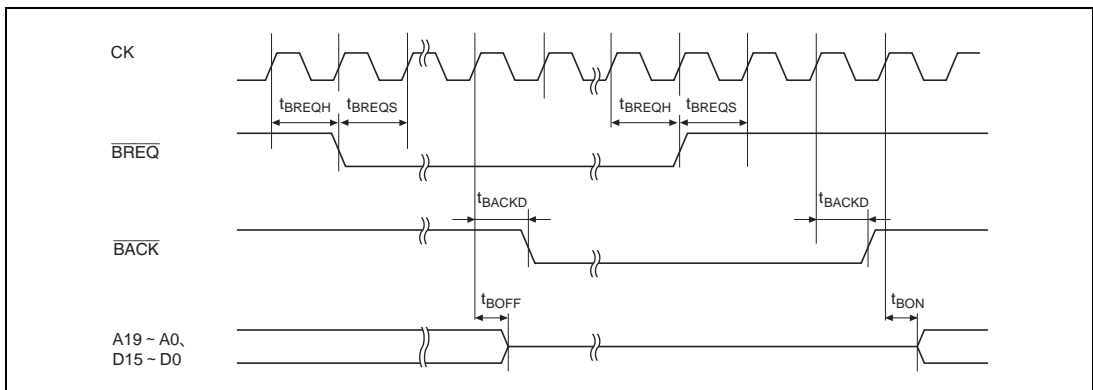 CK
tBREQH tBREQS tBREQH tBREQS
BREQ
tBACKD tBACKD
BACK
tBOFF tBON
A19 ~ A0、
D15 ~ D0